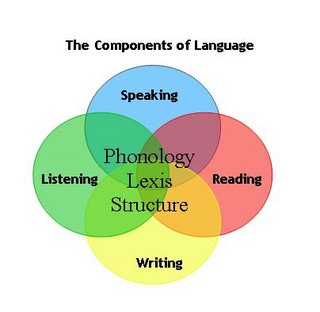 The Components of Language
Speaking
Phonology
Lexis
Listening
Reading
Structure
Writing